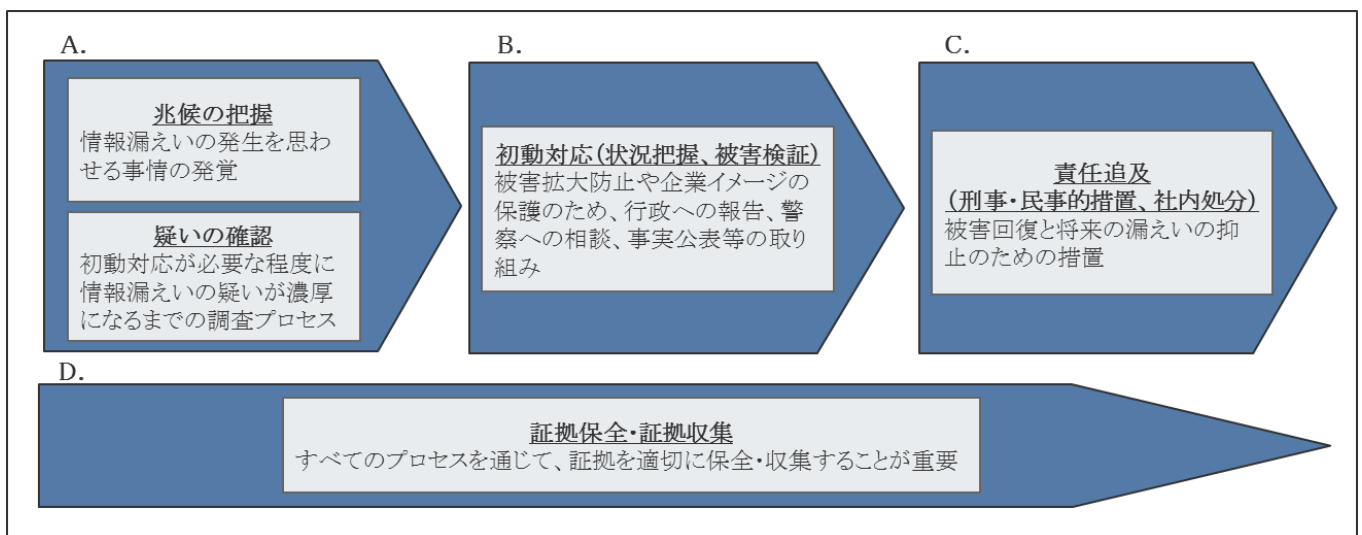 A.
兆候の把握
情報漏えいの発生を思わ
せる事情の発覚
疑いの確認
初動対応が必要な程度に
情報漏えいの疑いが濃厚
になるまでの調査プロセス
B.
初動対応(状況把握、被害検証)
被害拡大防止や企業イメージの
保護のため、行政への報告、警
察への相談、事実公表等の取り
組み
C.
責任追及
(刑事・民事的措置、社内処分)
被害回復と将来の漏えいの抑
止のための措置
D.
証拠保全・証拠収集
すべてのプロセスを通じて、証拠を適切に保全・収集することが重要